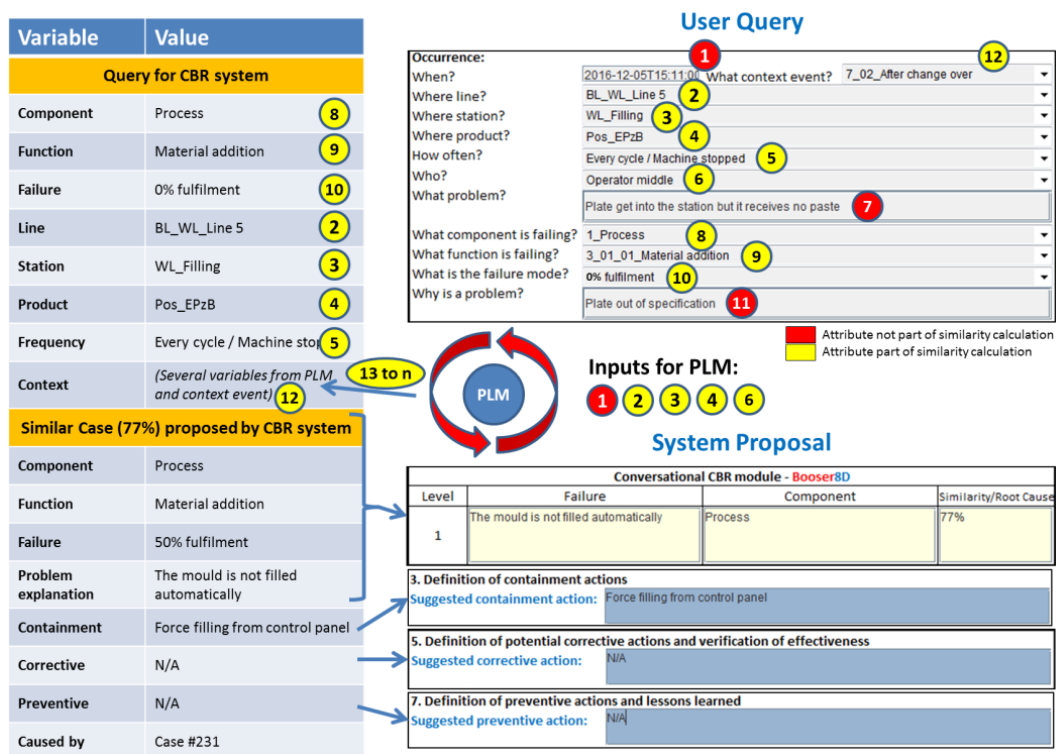 Variable Value
Query for CBR system
Component Process 8
Function Material addition 9
Failure 0% fulfilment 10
Line BL_WL_Line 5 2
Station WL_Filling 3
Product Pos_EPzB 4
Frequency Every cycle / Machine stop 5
Context (Several variables from PLM
and context event) 12
13 to n
Similar Case (77%) proposed by CBR system
Component Process
Function Material addition
Failure 50% fulfilment
Problem
explanation
The mould is not filled
automatically
Containment Force filling from control panel
Corrective N/A
Preventive N/A
Caused by Case #231
User Query
Occurrence: 1 12
When? 2016-12-05T15:11:00 What context event? 7_02_After change over
Where line? BL_WL_Line 5 2
Where station? WL_Filling 3
Where product? Pos_EPzB 4
How often? Every cycle / Machine stopped 5
Who? Operator middle 6
What problem? Plate get into the station but it receives no paste 7
What component is failing? 1_Process 8
What function is failing? 3_01_01_Material addition 9
What is the failure mode? 0% fulfilment 10
Why is a problem? Plate out of specification 11
Attribute not part of similarity calculation
Attribute part of similarity calculation
PLM
Inputs for PLM:
1 2 3 4 6
System Proposal
Conversational CBR module - Booser8D
Level Failure Component Similarity/Root Cause
1 The mould is not filled automatically Process 77%
3. Definition of containment actions
Suggested containment action: Force filling from control panel
5. Definition of potential corrective actions and verification of effectiveness
Suggested corrective action: N/A
7. Definition of preventive actions and lessons learned
Suggested preventive action: N/A